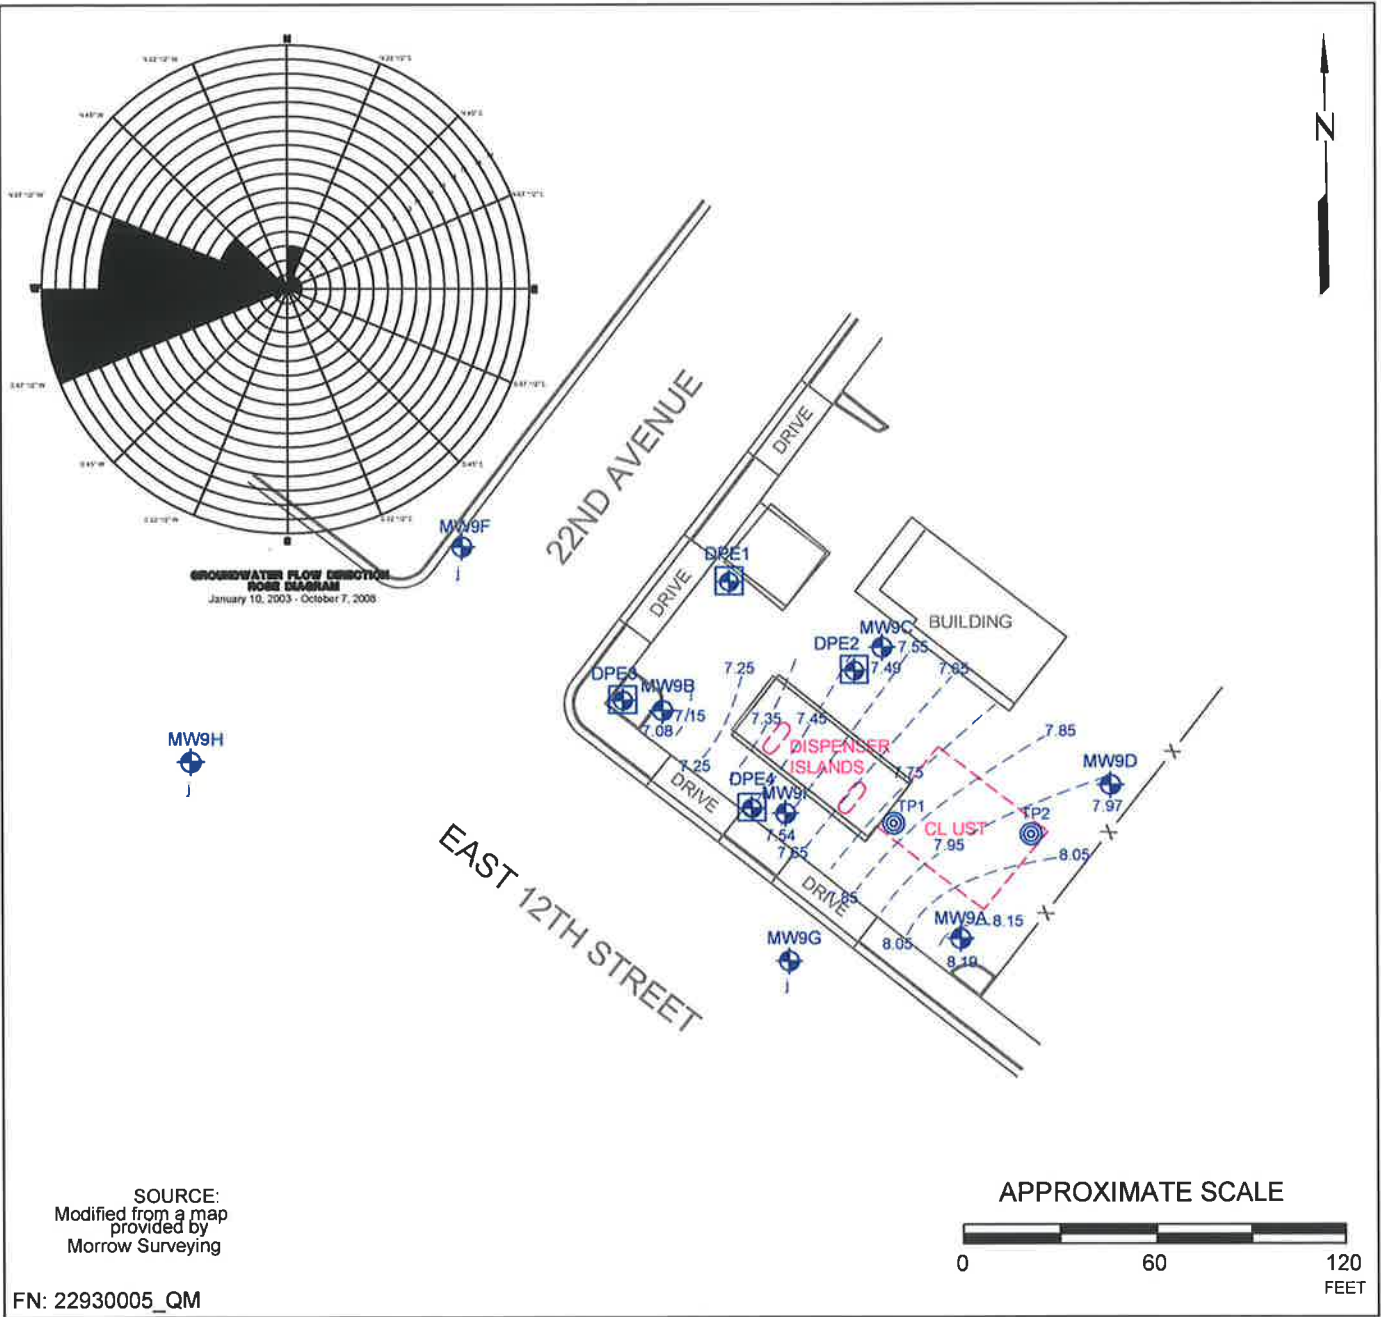 N
N
W
GROUNDWATER FLOW DIRECTION
ROSE DIAGRAM
January 10, 2003 - October 7, 2008
22ND AVENUE
DRIVE
DRIVE
MW9F
j
DPE1
BUILDING
MW9C
7.55
DPE2
7.49
7.65
7.25
DPE3
MW9B
7/15
7.08
7.35
7.45
DISPENSER
ISLANDS
7.25
7.75
7.85
MW9H
j
DRIVE
DPE4
MW9I
7.54
7.65
TP1
CL UST
TP2
MW9D
7.97
7.95
8.05
DRIVE
7.85
MW9A
8.15
8.05
8.19
MW9G
j
EAST 12TH STREET
X
X
X
SOURCE:
Modified from a map
provided by
Morrow Surveying
FN: 22930005_QM
APPROXIMATE SCALE
0 60 120
FEET